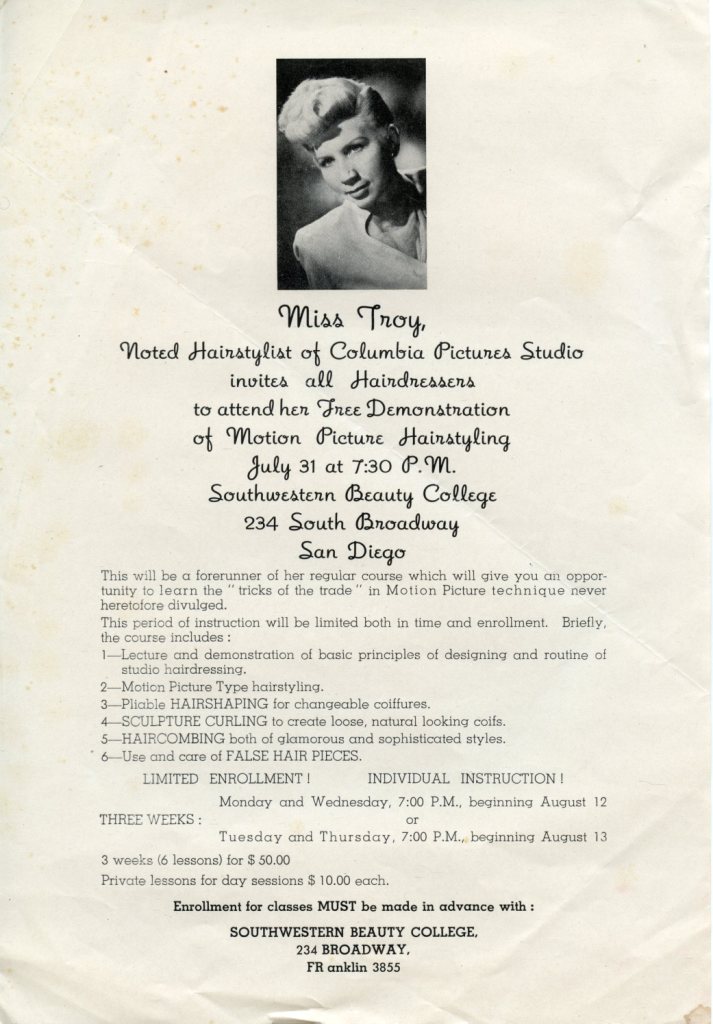 Miss Troy,
Noted Hairstylist of Columbia Pictures Studio
invites all Hairdressers
to attend her Free Demonstration
of Motion Picture Hairstyling
July 31 at 7:30 P.M.
Southwestern Beauty College
234 South Broadway
San Diego
This will be a forerunner of her regular course which will give you an oppor-
tunity to learn the "tricks of the trade" in Motion Picture technique never
heretofore divulged.
This period of instruction will be limited both in time and enrollment. Briefly,
the course includes :
1—Lecture and demonstration of basic principles of designing and routine of
studio hairdressing.
2—Motion Picture Type hairstyling.
3—Pliable HAIRSHAPING for changeable coiffures.
4—SCULPTURE CURLING to create loose, natural looking coifs.
5—HAIRCOMBING both of glamorous and sophisticated styles.
6—Use and care of FALSE HAIR PIECES.
LIMITED ENROLLMENT ! INDIVIDUAL INSTRUCTION !
Monday and Wednesday, 7:00 P.M., beginning August 12
THREE WEEKS : or
Tuesday and Thursday, 7:00 P.M., beginning August 13
3 weeks (6 lessons) for $ 50.00
Private lessons for day sessions $ 10.00 each.
Enrollment for classes MUST be made in advance with :
SOUTHWESTERN BEAUTY COLLEGE,
234 BROADWAY,
FR anklin 3855